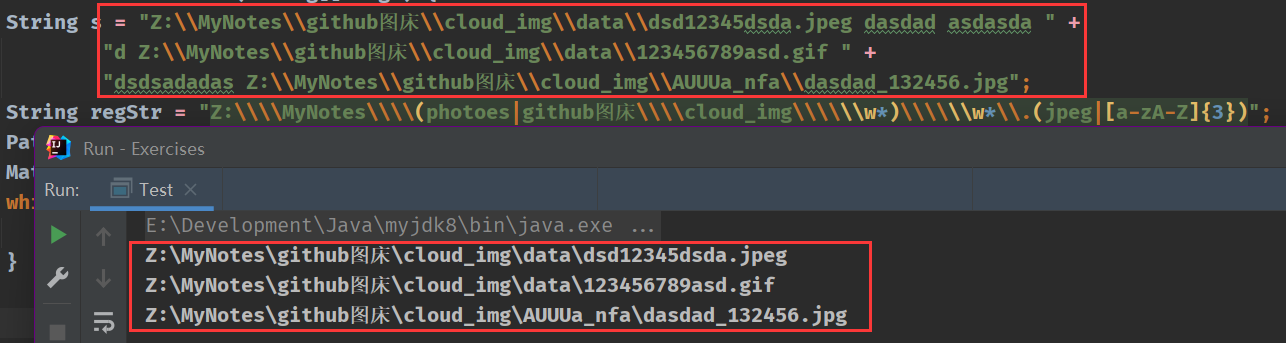 String s = "Z:\\MyNotes\\github图床\\cloud_img\\data\\dsd12345dsda.jpeg dasdad asdasda " +
"d Z:\\MyNotes\\github图床\\cloud_img\\data\\123456789asd.gif " +
"dsdsadadas Z:\\MyNotes\\github图床\\cloud_img\\AUUUa_nfa\\dasdad_132456.jpg";
String regStr = "Z:\\\\MyNotes\\\\(photoes|github图床\\\\cloud_img\\\\\\w*)\\\\\\w*\\.(jpeg|[a-zA-Z]{3})";
Pat
Mat
whi
}
Run - Exercises
Run: Test
E:\Development\Java\myjdk8\bin\java.exe ...
Z:\MyNotes\github图床\cloud_img\data\dsd12345dsda.jpeg
Z:\MyNotes\github图床\cloud_img\data\123456789asd.gif
Z:\MyNotes\github图床\cloud_img\AUUUa_nfa\dasdad_132456.jpg